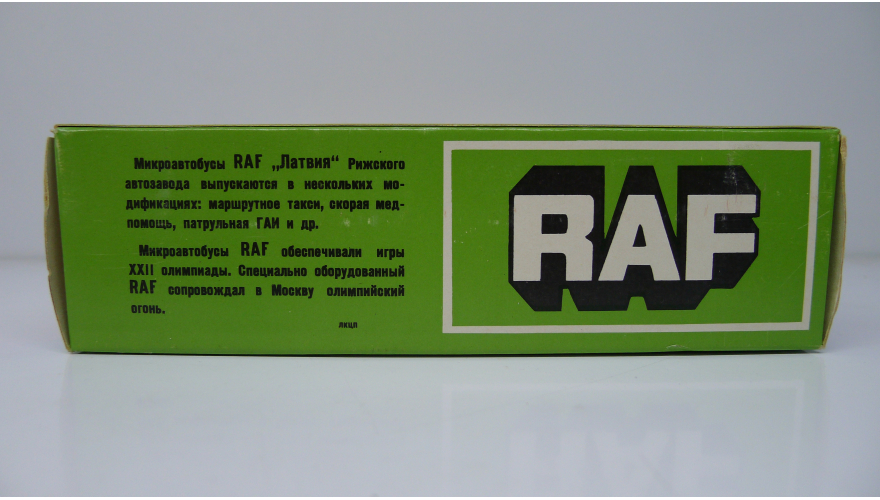 Микроавтобусы RAF „Латвия“ Рижского
автозавода выпускаются в нескольких мо-
дификациях: маршрутное такси, скорая мед-
помощь, патрульная ГАИ и др.
Микроавтобусы RAF обеспечивали игры
XXII олимпиады. Специально оборудованный
RAF сопровождал в Москву олимпийский
огонь.
лкцп
RAF